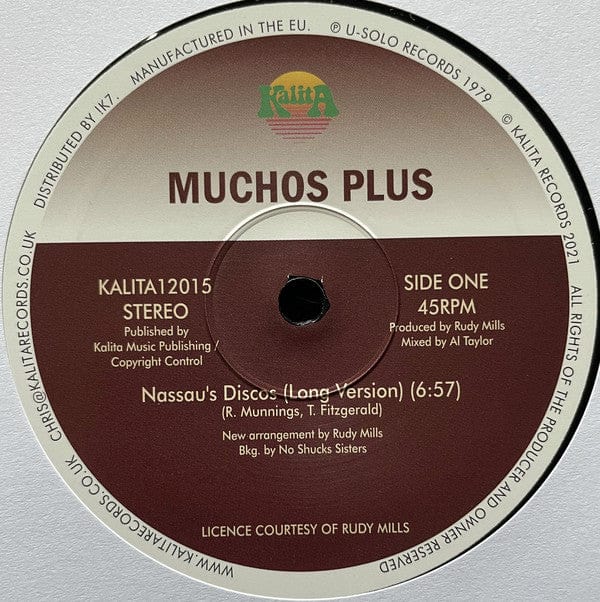 CHRIS@KALITARECORDS.CO.UK DISTRIBUTED BY !K7. MANUFACTURED IN THE EU. ℗ U-SOLO RECORDS 1979 © KALITA RECORDS 2021 ALL RIGHTS OF THE PRODUCER AND OWNER RESERVED
WWW.KALITARECORDS.CO.UK
KalitA
MUCHOS PLUS
KALITA12015
STEREO
Published by
Kalita Music Publishing /
Copyright Control
SIDE ONE
45RPM
Produced by Rudy Mills
Mixed by Al Taylor
Nassau's Discos (Long Version) (6:57)
(R. Munnings, T. Fitzgerald)
New arrangement by Rudy Mills
Bkg. by No Shucks Sisters
LICENCE COURTESY OF RUDY MILLS